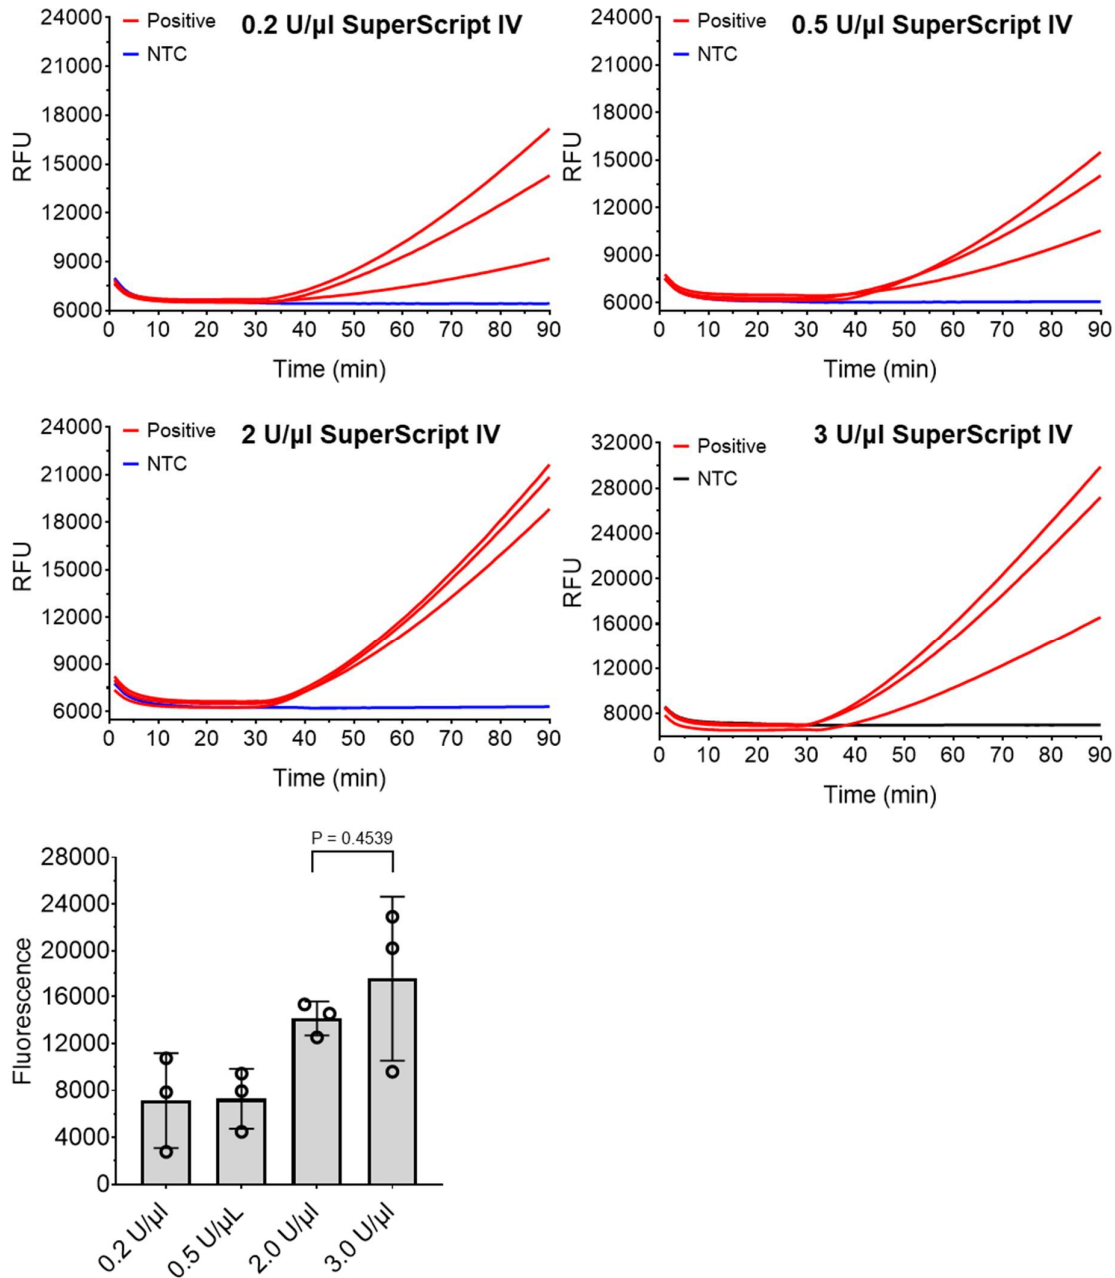 0.2 U/µl SuperScript IV
Positive
NTC
RFU
24000
21000
18000
15000
12000
9000
6000
0 10 20 30 40 50 60 70 80 90
Time (min)
0.5 U/µl SuperScript IV
Positive
NTC
RFU
24000
21000
18000
15000
12000
9000
6000
0 10 20 30 40 50 60 70 80 90
Time (min)
2 U/µl SuperScript IV
Positive
NTC
RFU
24000
21000
18000
15000
12000
9000
6000
0 10 20 30 40 50 60 70 80 90
Time (min)
3 U/µl SuperScript IV
Positive
NTC
RFU
32000
28000
24000
20000
16000
12000
8000
0 10 20 30 40 50 60 70 80 90
Time (min)
P = 0.4539
Fluorescence
28000
24000
20000
16000
12000
8000
4000
0
0.2 U/µl
0.5 U/µL
2.0 U/µl
3.0 U/µl